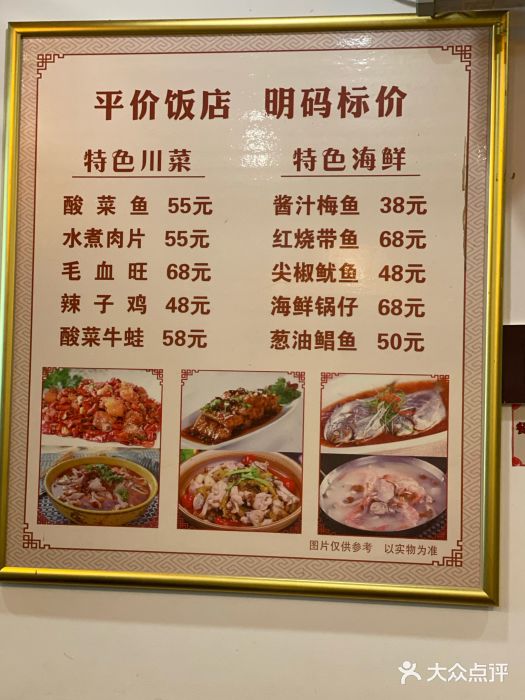 平价饭店 明码标价
特色川菜
酸菜鱼 55元
水煮肉片 55元
毛血旺 68元
辣子鸡 48元
酸菜牛蛙 58元
特色海鲜
酱汁梅鱼 38元
红烧带鱼 68元
尖椒鱿鱼 48元
海鲜锅仔 68元
葱油鲳鱼 50元
图片仅供参考 以实物为准
大众点评